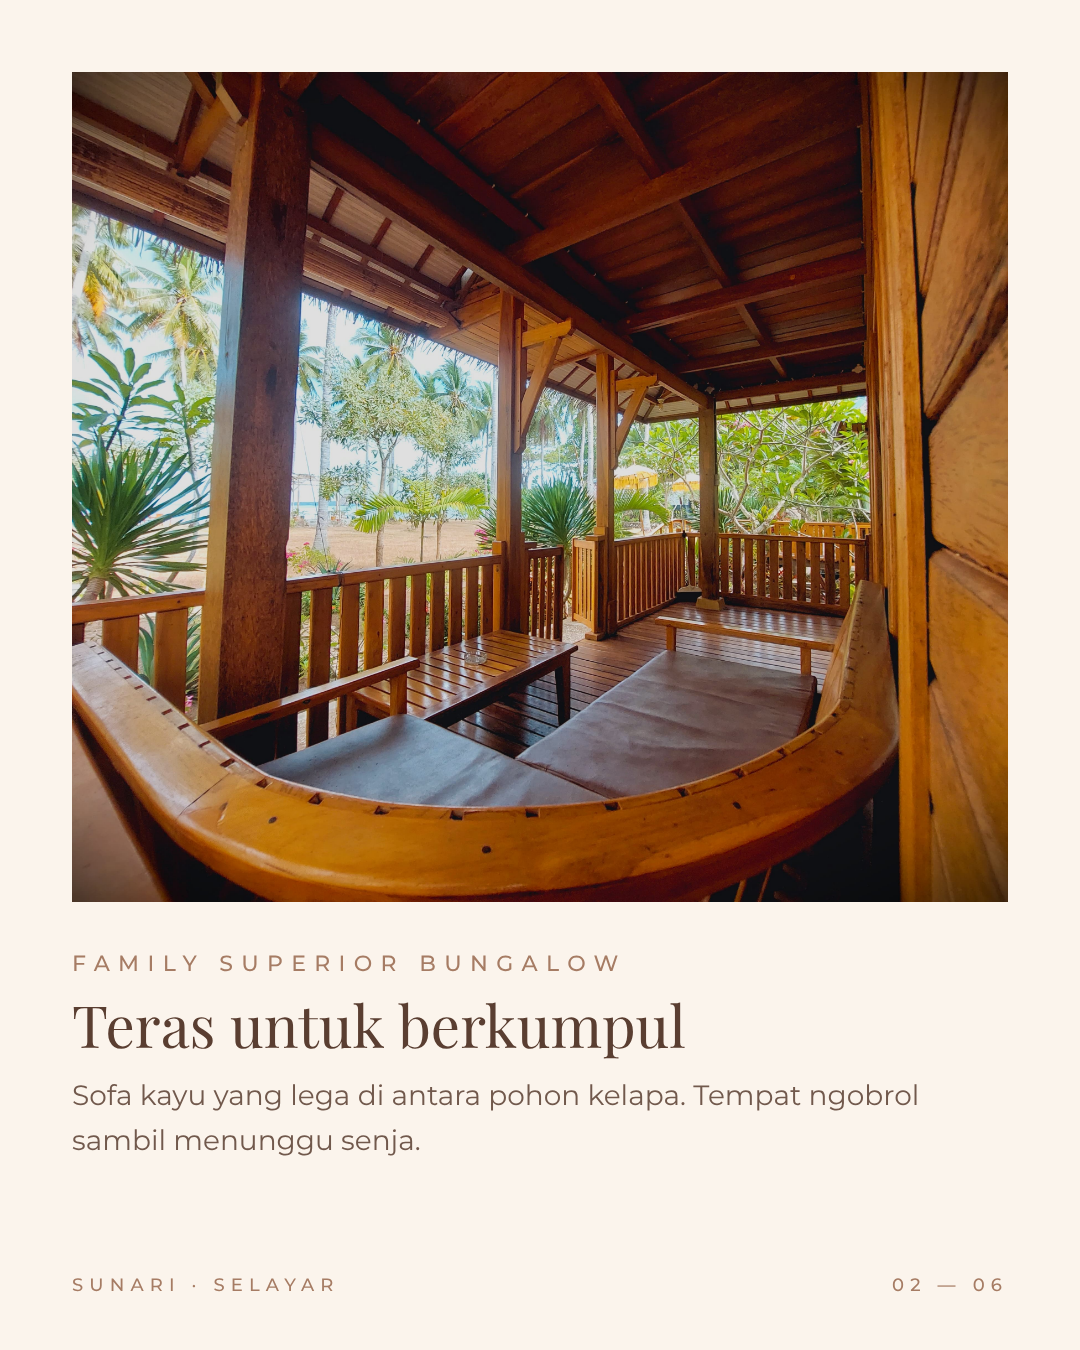 FAMILY SUPERIOR BUNGALOW
Teras untuk berkumpul
Sofa kayu yang lega di antara pohon kelapa. Tempat ngobrol
sambil menunggu senja.
SUNARI · SELAYAR
02 — 06